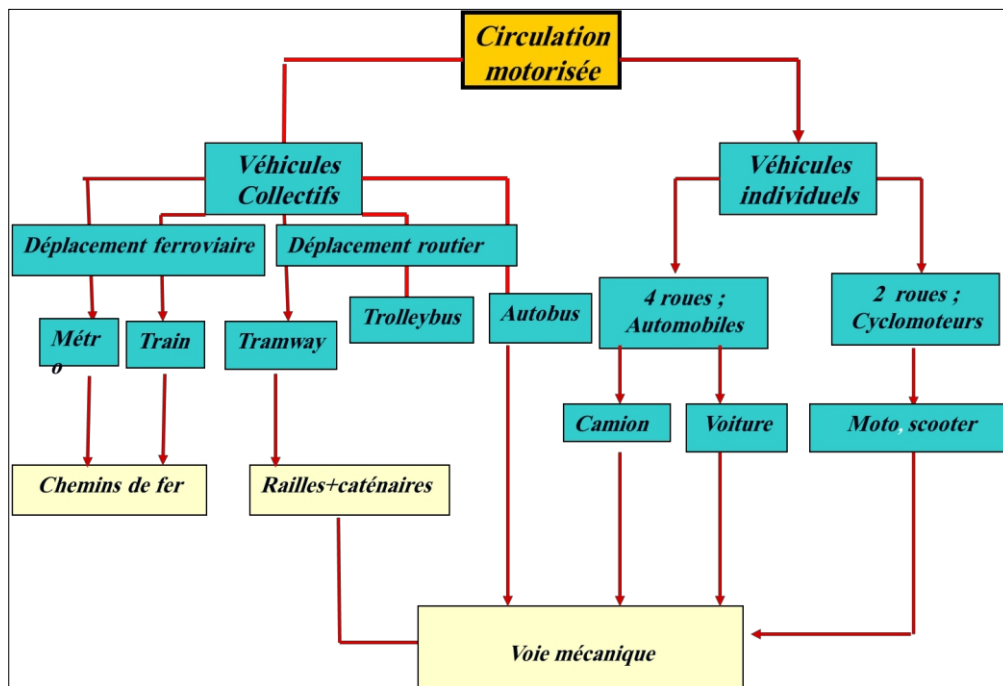 Circulation
motorisée
Véhicules
Collectifs
Véhicules
individuels
Déplacement ferroviaire
Déplacement routier
Métr
o
Train
Tramway
Trolleybus
Autobus
4 roues ;
Automobiles
2 roues ;
Cyclomoteurs
Camion
Voiture
Moto, scooter
Chemins de fer
Railles+caténaires
Voie mécanique